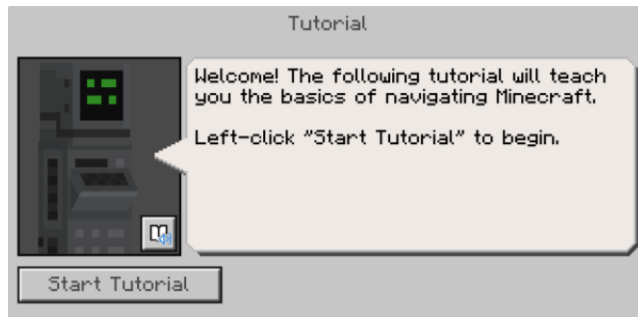 Tutorial
Welcome! The following tutorial will teach
you the basics of navigating Minecraft.
Left-click "Start Tutorial" to begin.
Start Tutorial